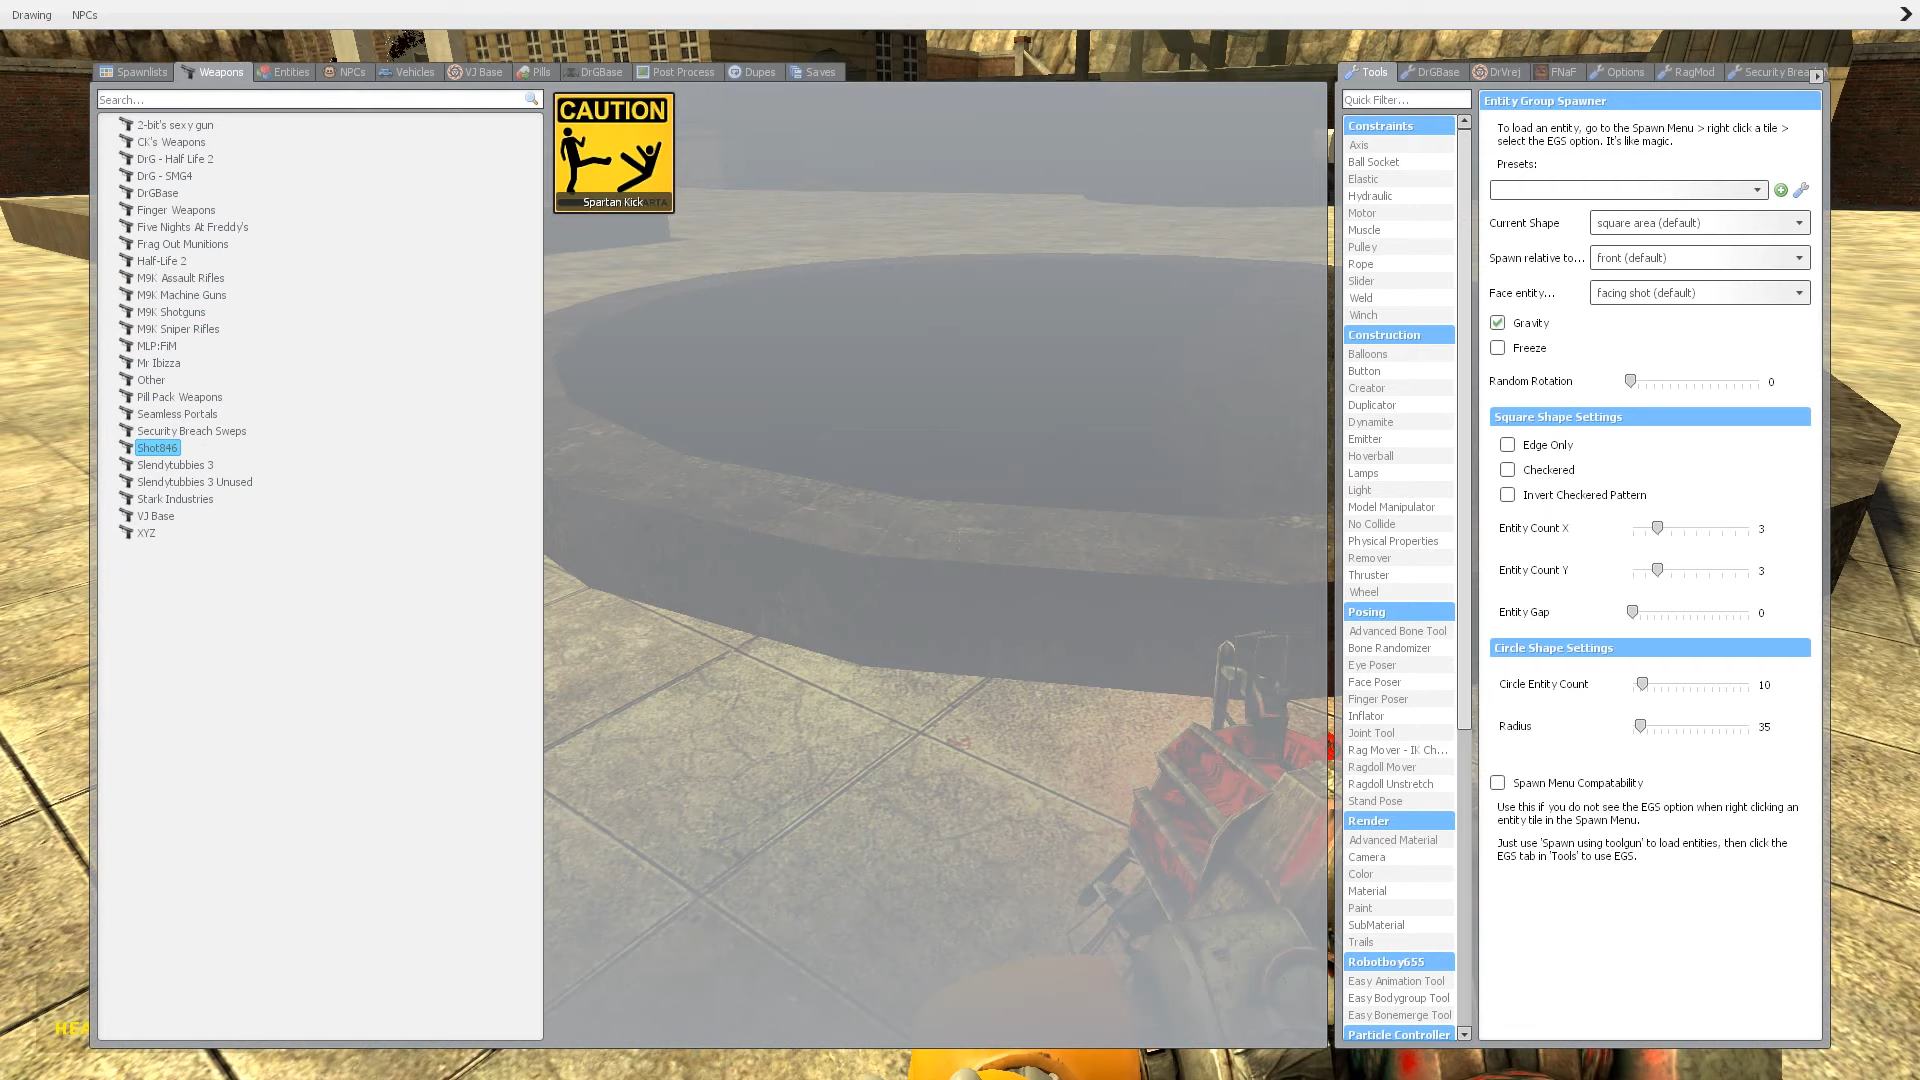 Drawing NPCs
Spawnlists Weapons Entities NPCs Vehicles VJ Base Pills DrGBase Post Process Dupes Saves
Search...
2-bit's sexy gun
CK's Weapons
DrG - Half Life 2
DrG - SMG4
DrGBase
Finger Weapons
Five Nights At Freddy's
Frag Out Munitions
Half-Life 2
M9K Assault Rifles
M9K Machine Guns
M9K Shotguns
M9K Sniper Rifles
MLP:FiM
Mr Ibizza
Other
Pill Pack Weapons
Seamless Portals
Security Breach Sweps
Shot846
Slendytubbies 3
Slendytubbies 3 Unused
Stark Industries
VJ Base
XYZ
CAUTION
Spartan Kick
Tools DrGBase DrVrej FNaF Options RagMod
Quick Filter...
Constraints
Axis
Ball Socket
Elastic
Hydraulic
Motor
Muscle
Pulley
Rope
Slider
Weld
Winch
Construction
Balloons
Button
Creator
Duplicator
Dynamite
Emitter
Hoverball
Lamps
Light
Model Manipulator
No Collide
Physical Properties
Remover
Thruster
Wheel
Posing
Advanced Bone Tool
Bone Randomizer
Eye Poser
Face Poser
Finger Poser
Inflator
Joint Tool
Rag Mover - IK Ch...
Ragdoll Mover
Ragdoll Unstretch
Stand Pose
Render
Advanced Material
Camera
Color
Material
Paint
SubMaterial
Trails
Robotboy655
Easy Animation Tool
Easy Bodygroup Tool
Easy Bonemerge Tool
Particle Controller
Entity Group Spawner
To load an entity, go to the Spawn Menu > right click a tile >
select the EGS option. It's like magic.
Presets:
Current Shape square area (default)
Spawn relative to... front (default)
Face entity... facing shot (default)
Gravity
Freeze
Random Rotation 0
Square Shape Settings
Edge Only
Checkered
Invert Checkered Pattern
Entity Count X 3
Entity Count Y 3
Entity Gap 0
Circle Shape Settings
Circle Entity Count 10
Radius 35
Spawn Menu Compatability
Use this if you do not see the EGS option when right clicking an
entity tile in the Spawn Menu.
Just use 'Spawn using toolgun' to load entities, then click the
EGS tab in 'Tools' to use EGS.